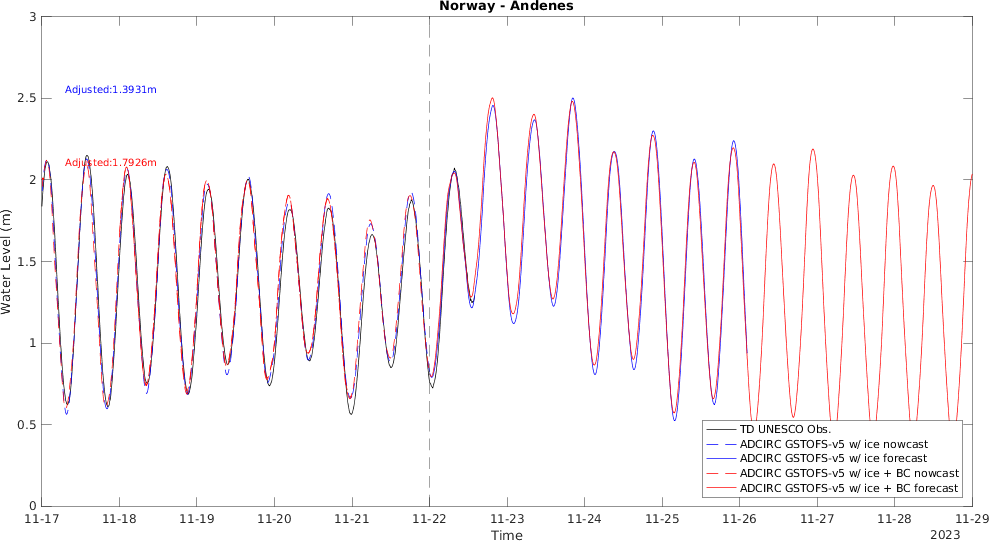 Norway - Andenes
3
2.5
2
1.5
1
0.5
0
Water Level (m)
Adjusted:1.3931m
Adjusted:1.7926m
TD UNESCO Obs.
ADCIRC GSTOFS-v5 w/ ice nowcast
ADCIRC GSTOFS-v5 w/ ice forecast
ADCIRC GSTOFS-v5 w/ ice + BC nowcast
ADCIRC GSTOFS-v5 w/ ice + BC forecast
11-17 11-18 11-19 11-20 11-21 11-22 11-23 11-24 11-25 11-26 11-27 11-28 11-29
Time
2023